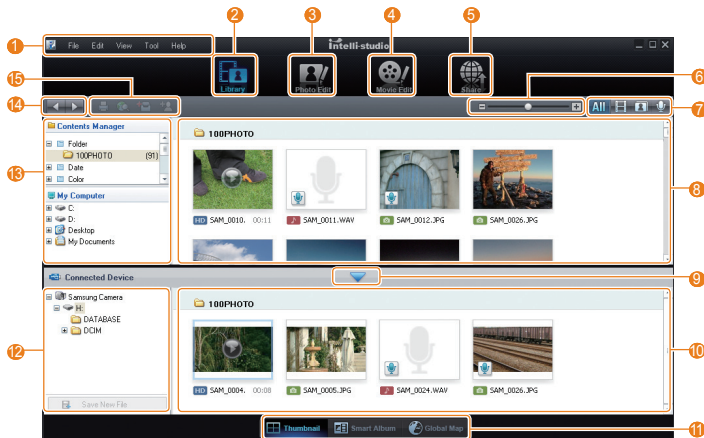 2 3 4 5
1 File Edit View Tool Help
Intelli-studio
Library Photo Edit Movie Edit Share
15
6
14
All
7
Contents Manager
Folder
100PHOTO (91)
Date
Color
13
My Computer
C:
D:
Desktop
My Documents
100PHOTO
HD SAM_0010. 00:11
SAM_0011.WAV
SAM_0012.JPG
SAM_0026.JPG
8
Connected Device
9
Samsung Camera
H:
DATABASE
DCIM
12
Save New File
100PHOTO
HD SAM_0004. 00:08
SAM_0005.JPG
SAM_0024.WAV
SAM_0026.JPG
10
Thumbnail Smart Album Global Map
11